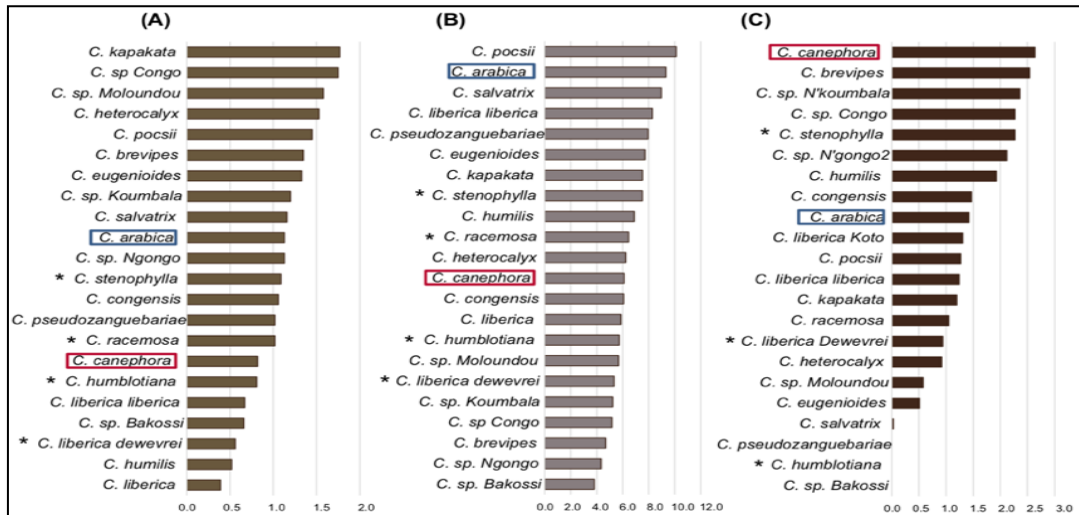 (A)
C. kapakata
C. sp Congo
C. sp. Moloundou
C. heterocalyx
C. pocsii
C. brevipes
C. eugenioides
C. sp. Koumbala
C. salvatrix
C. arabica
C. sp. Ngongo
* C. stenophylla
C. congensis
C. pseudozanguebariae
* C. racemosa
C. canephora
* C. humblotiana
C. liberica liberica
C. sp. Bakossi
* C. liberica dewevrei
C. humilis
C. liberica
0.0 0.5 1.0 1.5 2.0
(B)
C. pocsii
C. arabica
C. salvatrix
C. liberica liberica
C. pseudozanguebariae
C. eugenioides
C. kapakata
* C. stenophylla
C. humilis
* C. racemosa
C. heterocalyx
C. canephora
C. congensis
C. liberica
* C. humblotiana
C. sp. Moloundou
* C. liberica dewevrei
C. sp. Koumbala
C. sp Congo
C. brevipes
C. sp. Ngongo
C. sp. Bakossi
0.0 2.0 4.0 6.0 8.0 10.0 12.0
(C)
C. canephora
C. brevipes
C. sp. N'koumbala
C. sp. Congo
* C. stenophylla
C. sp. N'gongo2
C. humilis
C. congensis
C. arabica
C. liberica Koto
C. pocsii
C. liberica liberica
C. kapakata
C. racemosa
* C. liberica Dewevrei
C. heterocalyx
C. sp. Moloundou
C. eugenioides
C. salvatrix
C. pseudozanguebariae
* C. humblotiana
C. sp. Bakossi
0.0 0.5 1.0 1.5 2.0 2.5 3.0